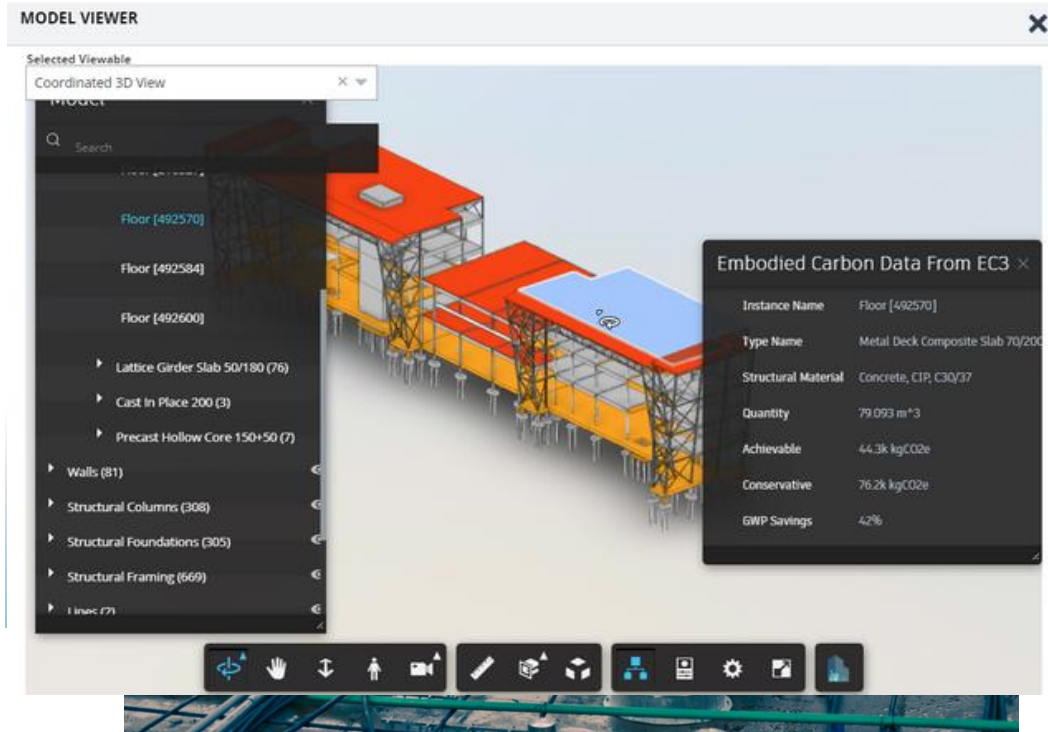 MODEL VIEWER
Selected Viewable
Coordinated 3D View
Model
Search
Floor [492570]
Floor [492584]
Floor [492600]
Lattice Girder Slab 50/180 (76)
Cast In Place 200 (3)
Precast Hollow Core 150+50 (7)
Walls (81)
Structural Columns (308)
Structural Foundations (305)
Structural Framing (669)
Lines (2)
Embodied Carbon Data From EC3
Instance Name Floor [492570]
Type Name Metal Deck Composite Slab 70/200
Structural Material Concrete, CIP, C30/37
Quantity 79.093 m^3
Achievable 44.3k kgCO2e
Conservative 76.2k kgCO2e
GWP Savings 42%